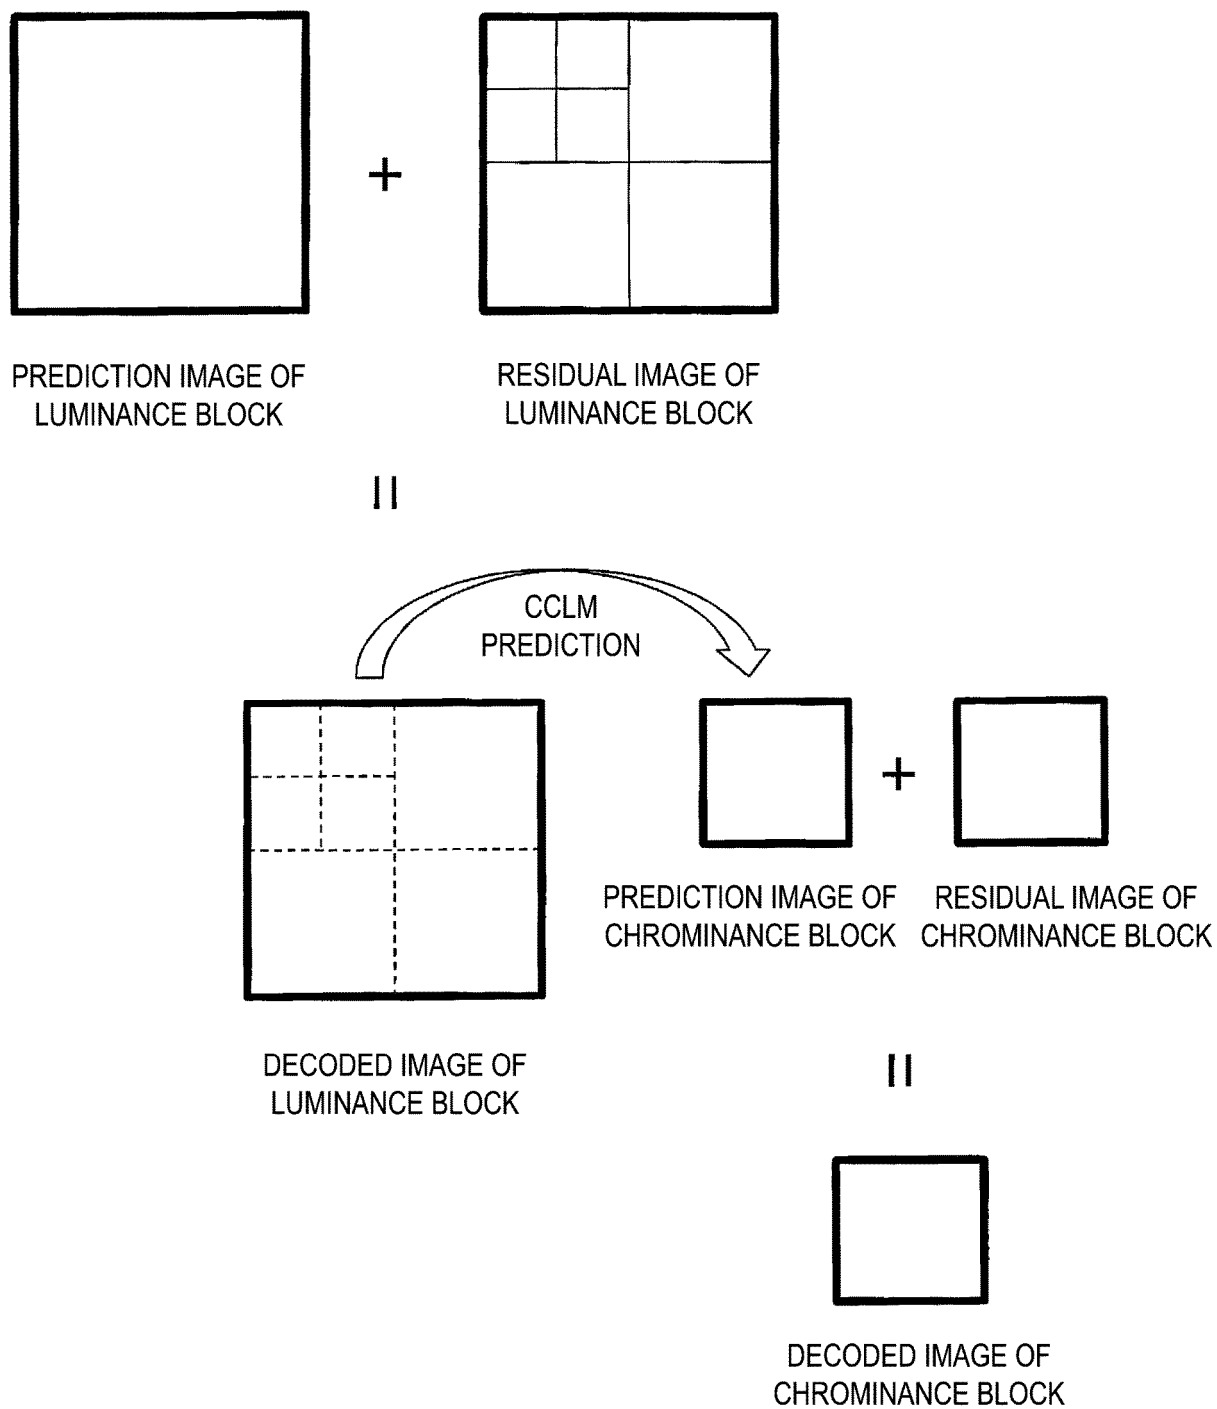 +
PREDICTION IMAGE OF
LUMINANCE BLOCK
RESIDUAL IMAGE OF
LUMINANCE BLOCK
=
CCLM
PREDICTION
+
PREDICTION IMAGE OF
CHROMINANCE BLOCK
RESIDUAL IMAGE OF
CHROMINANCE BLOCK
DECODED IMAGE OF
LUMINANCE BLOCK
=
DECODED IMAGE OF
CHROMINANCE BLOCK